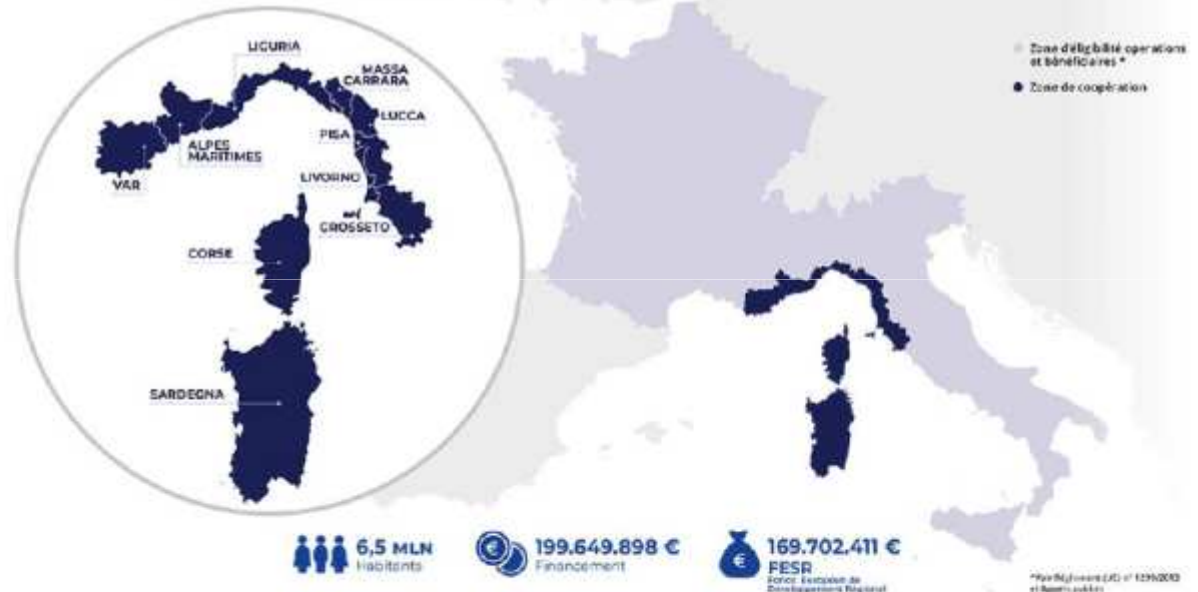 LIGURIA
MASSA
CARRARA
LUCCA
PISA
ALPES
MARITIMES
VAR
LIVORNO
GROSSETO
CORSE
SARDEGNA
Zone d'éligibilité operations
et bénéficiaires *
Zone de coopération
6,5 MLN
Habitants
199.649.898 €
Financement
169.702.411 €
FESR
Fonds Européen de
Développement Régional